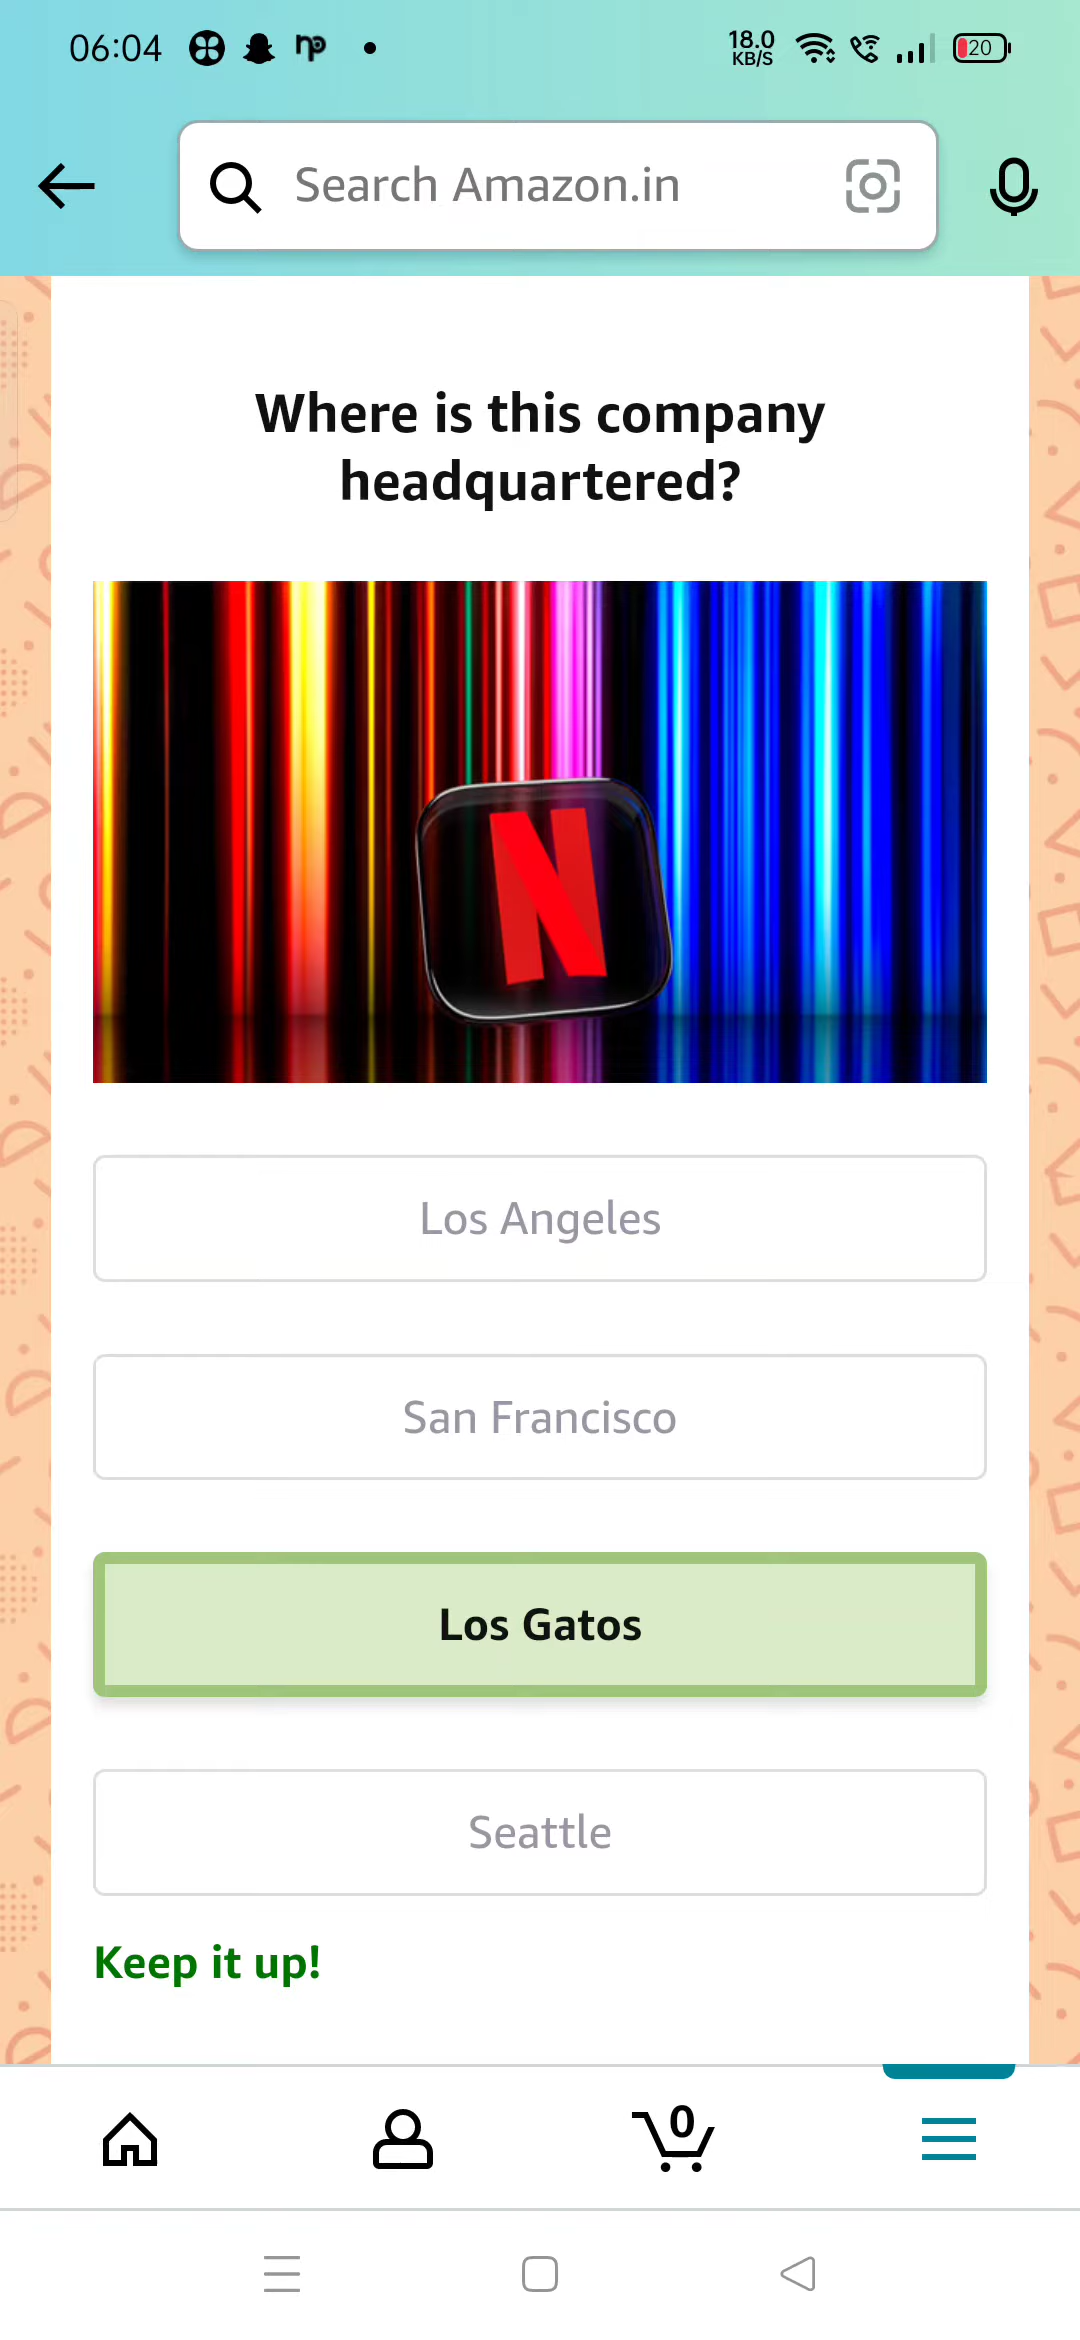 06:04
18.0
KB/S
20
Search Amazon.in
Where is this company
headquartered?
N
Los Angeles
San Francisco
Los Gatos
Seattle
Keep it up!
0